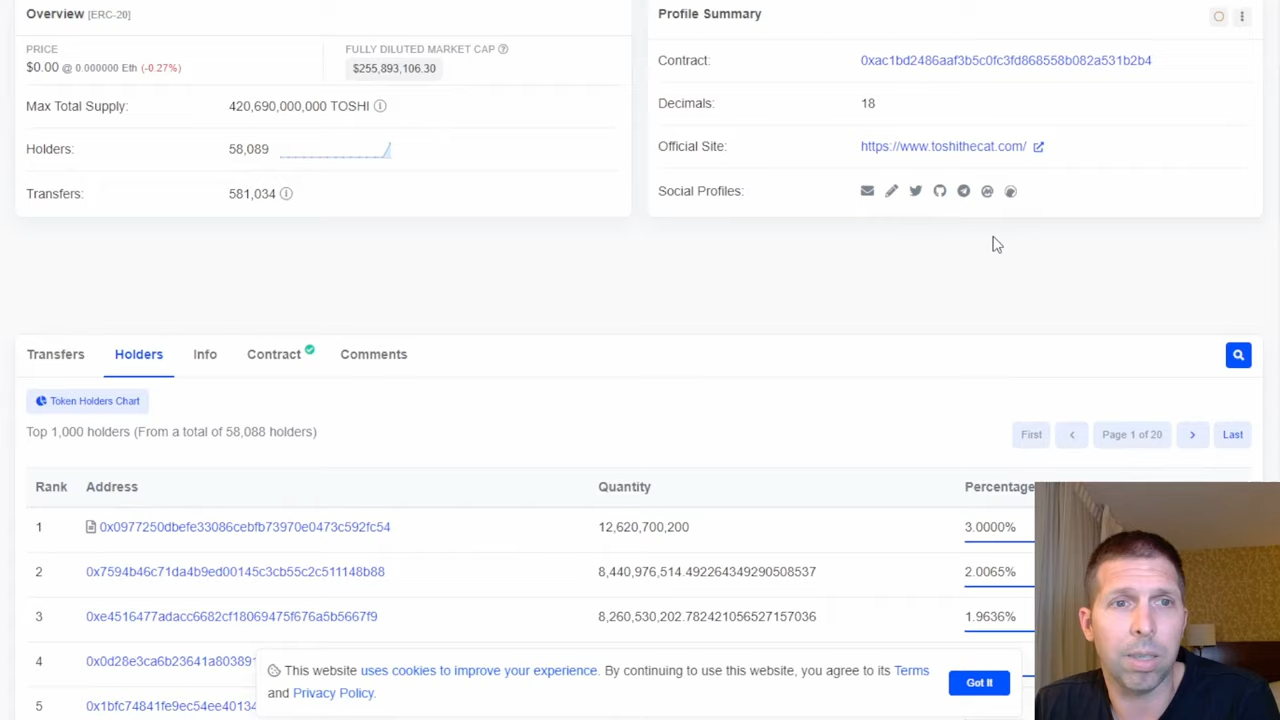 Overview [ERC-20]
Profile Summary
PRICE
FULLY DILUTED MARKET CAP
$0.00 @ 0.000000 Eth (-0.27%)
$255,893,106.30
Contract:
0xac1bd2486aaf3b5c0fc3fd868558b082a531b2b4
Max Total Supply:
420,690,000,000 TOSHI
Decimals:
18
Holders:
58,089
Official Site:
https://www.toshithecat.com/
Transfers:
581,034
Social Profiles:
Transfers
Holders
Info
Contract
Comments
Token Holders Chart
Top 1,000 holders (From a total of 58,088 holders)
First
Page 1 of 20
Last
Rank
Address
Quantity
Percentage
1
0x0977250dbefe33086cebfb73970e0473c592fc54
12,620,700,200
3.0000%
2
0x7594b46c71da4b9ed00145c3cb55c2c511148b88
8,440,976,514.492264349290508537
2.0065%
3
0xe4516477adacc6682cf18069475f676a5b5667f9
8,260,530,202.782421056527157036
1.9636%
4
0x0d28e3ca6b23641a80389
This website uses cookies to improve your experience. By continuing to use this website, you agree to its Terms
and Privacy Policy.
Got It
5
0x1bfc74841fe9ec54ee40134